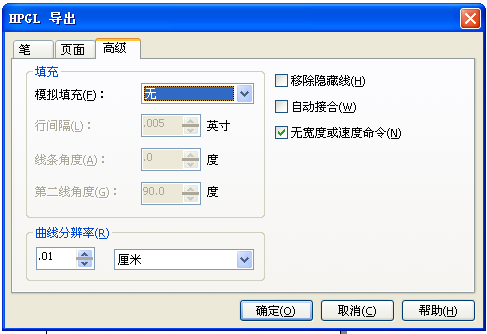 HPGL 导出
笔 页面 高级
填充
模拟填充(F)： 无
行间隔(L)： .005 英寸
线条角度(A)： .0 度
第二线角度(G)： 90.0 度
移除隐藏线(H)
自动接合(W)
无宽度或速度命令(N)
曲线分辨率(R)
.01 厘米
确定(O) 取消(C) 帮助(H)